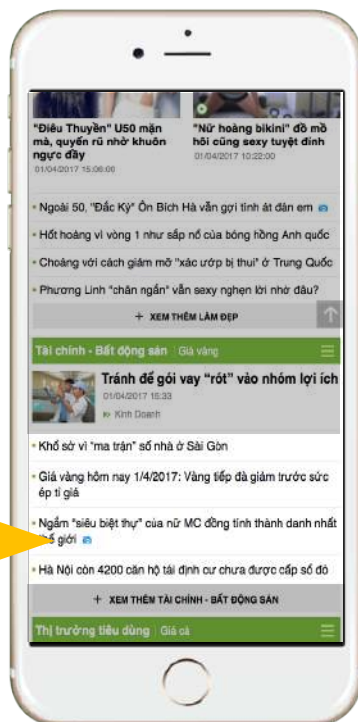 "Điêu Thuyền" U50 mặn
mà, quyến rũ nhờ khuôn
ngực đầy
01/04/2017 15:06:00
"Nữ hoàng bikini" đồ mồ
hôi cũng sexy tuyệt đỉnh
01/04/2017 10:22:00
Ngoài 50, "Đắc Kỷ" Ôn Bích Hà vẫn gợi tình át đàn em
Hốt hoảng vì vòng 1 như sắp nổ của bóng hồng Anh quốc
Choáng với cách giảm mỡ "xác ướp bị thui" ở Trung Quốc
Phương Linh "chân ngắn" vẫn sexy nghẹn lời nhờ đâu?
+ XEM THÊM LÀM ĐẸP
Tài chính - Bất động sản | Giá vàng
Tránh để gói vay "rót" vào nhóm lợi ích
01/04/2017 15:33
Kinh Doanh
Khổ sở vì "ma trận" số nhà ở Sài Gòn
Giá vàng hôm nay 1/4/2017: Vàng tiếp đà giảm trước sức
ép tỉ giá
Ngắm "siêu biệt thự" của nữ MC đồng tính thành danh nhất
thế giới
Hà Nội còn 4200 căn hộ tái định cư chưa được cấp sổ đỏ
+ XEM THÊM TÀI CHÍNH - BẤT ĐỘNG SẢN
Thị trường tiêu dùng | Giá cả